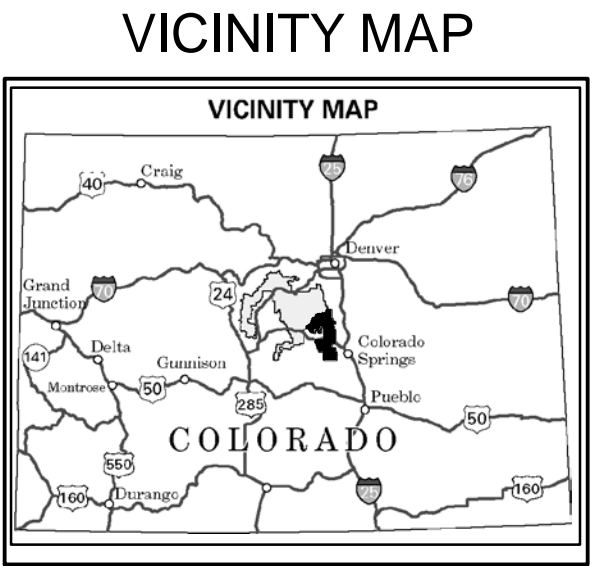 VICINITY MAP
VICINITY MAP
25
76
Craig
40
Denver
Grand
Junction
70
24
70
141
Delta
Colorado
Springs
Gunnison
Montrose
50
285
Pueblo
50
COLORADO
550
160
Durango
25
160